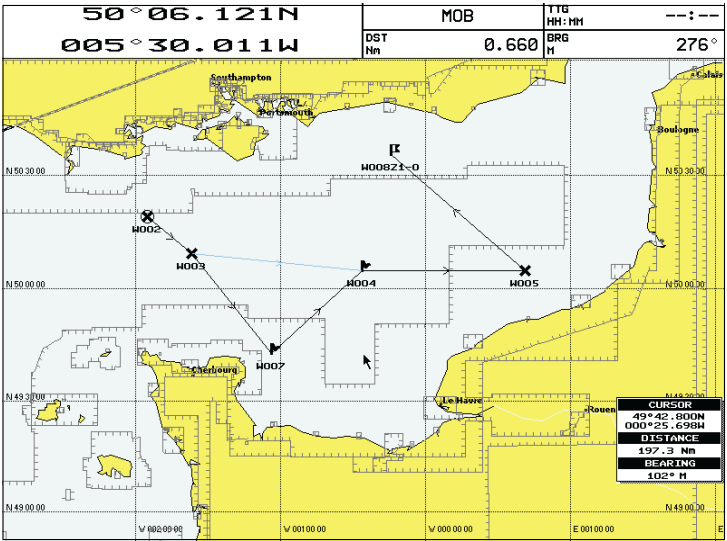 50°06.121N
005°30.011W
MOB
TTG
HH:MM
--:--
DST
Nm
0.660
BRG
M
276°
Southampton
Portsmouth
Calais
Boulogne
W008Z1-0
N 50 30 00
N 50 30 00
W002
W003
W004
W005
N 50 00 00
N 50 00 00
W007
Cherbourg
Le Havre
Rouen
N 49 30 00
CURSOR
49°42.800N
000°25.698W
DISTANCE
197.3 Nm
BEARING
102° M
N 49 00 00
W 002 00 00
W 001 00 00
W 000 00 00
E 001 00 00